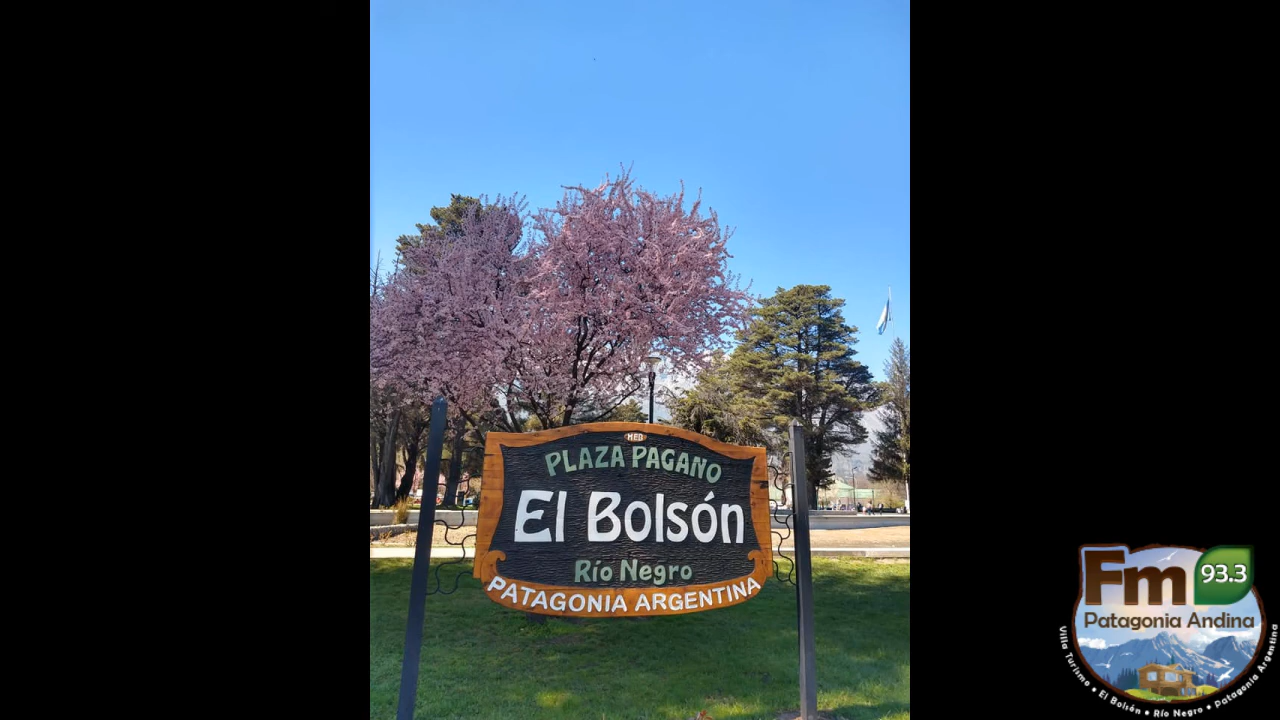 MED
PLAZA PAGANO
El Bolsón
Río Negro
PATAGONIA ARGENTINA
Fm 93.3
Patagonia Andina
Villa Turismo • El Bolsón • Río Negro • Patagonia Argentina